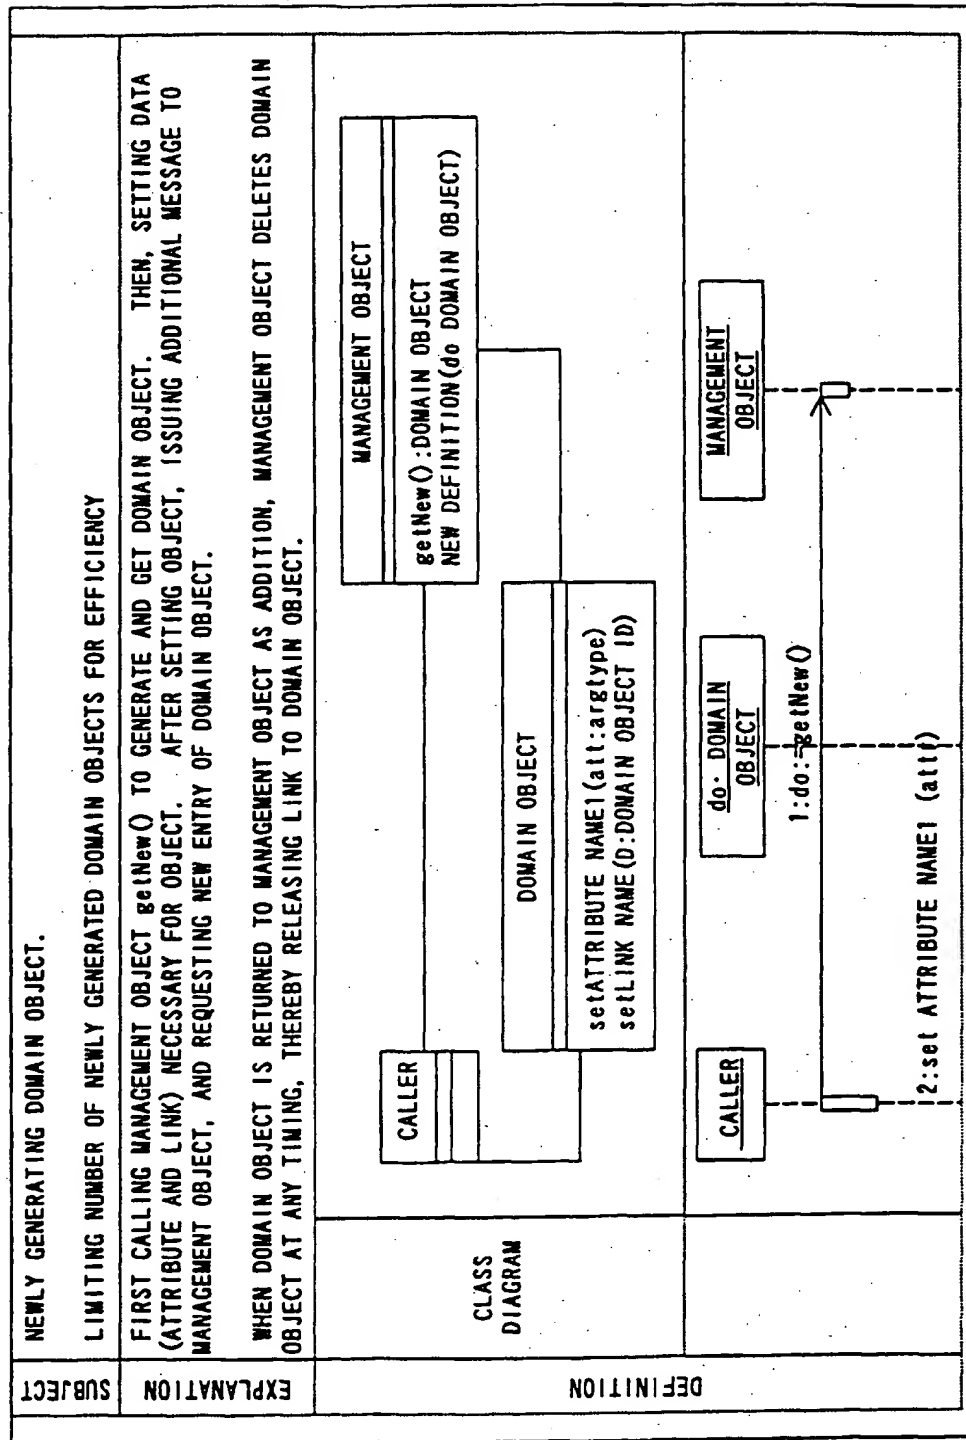 SUBJECT
NEWLY GENERATING DOMAIN OBJECT.
LIMITING NUMBER OF NEWLY GENERATED DOMAIN OBJECTS FOR EFFICIENCY
EXPLANATION
FIRST CALLING MANAGEMENT OBJECT getNew() TO GENERATE AND GET DOMAIN OBJECT. THEN, SETTING DATA
(ATTRIBUTE AND LINK) NECESSARY FOR OBJECT. AFTER SETTING OBJECT, ISSUING ADDITIONAL MESSAGE TO
MANAGEMENT OBJECT, AND REQUESTING NEW ENTRY OF DOMAIN OBJECT.
WHEN DOMAIN OBJECT IS RETURNED TO MANAGEMENT OBJECT AS ADDITION, MANAGEMENT OBJECT DELETES DOMAIN
OBJECT AT ANY TIMING, THEREBY RELEASING LINK TO DOMAIN OBJECT.
DEFINITION
CLASS
DIAGRAM
CALLER
MANAGEMENT OBJECT
getNew():DOMAIN OBJECT
NEW DEFINITION(do DOMAIN OBJECT)
DOMAIN OBJECT
setATTRIBUTE NAME1(att:argtype)
setLINK NAME(D:DOMAIN OBJECT ID)
CALLER
do: DOMAIN
OBJECT
MANAGEMENT
OBJECT
1:do:=getNew()
2:set ATTRIBUTE NAME1 (att)